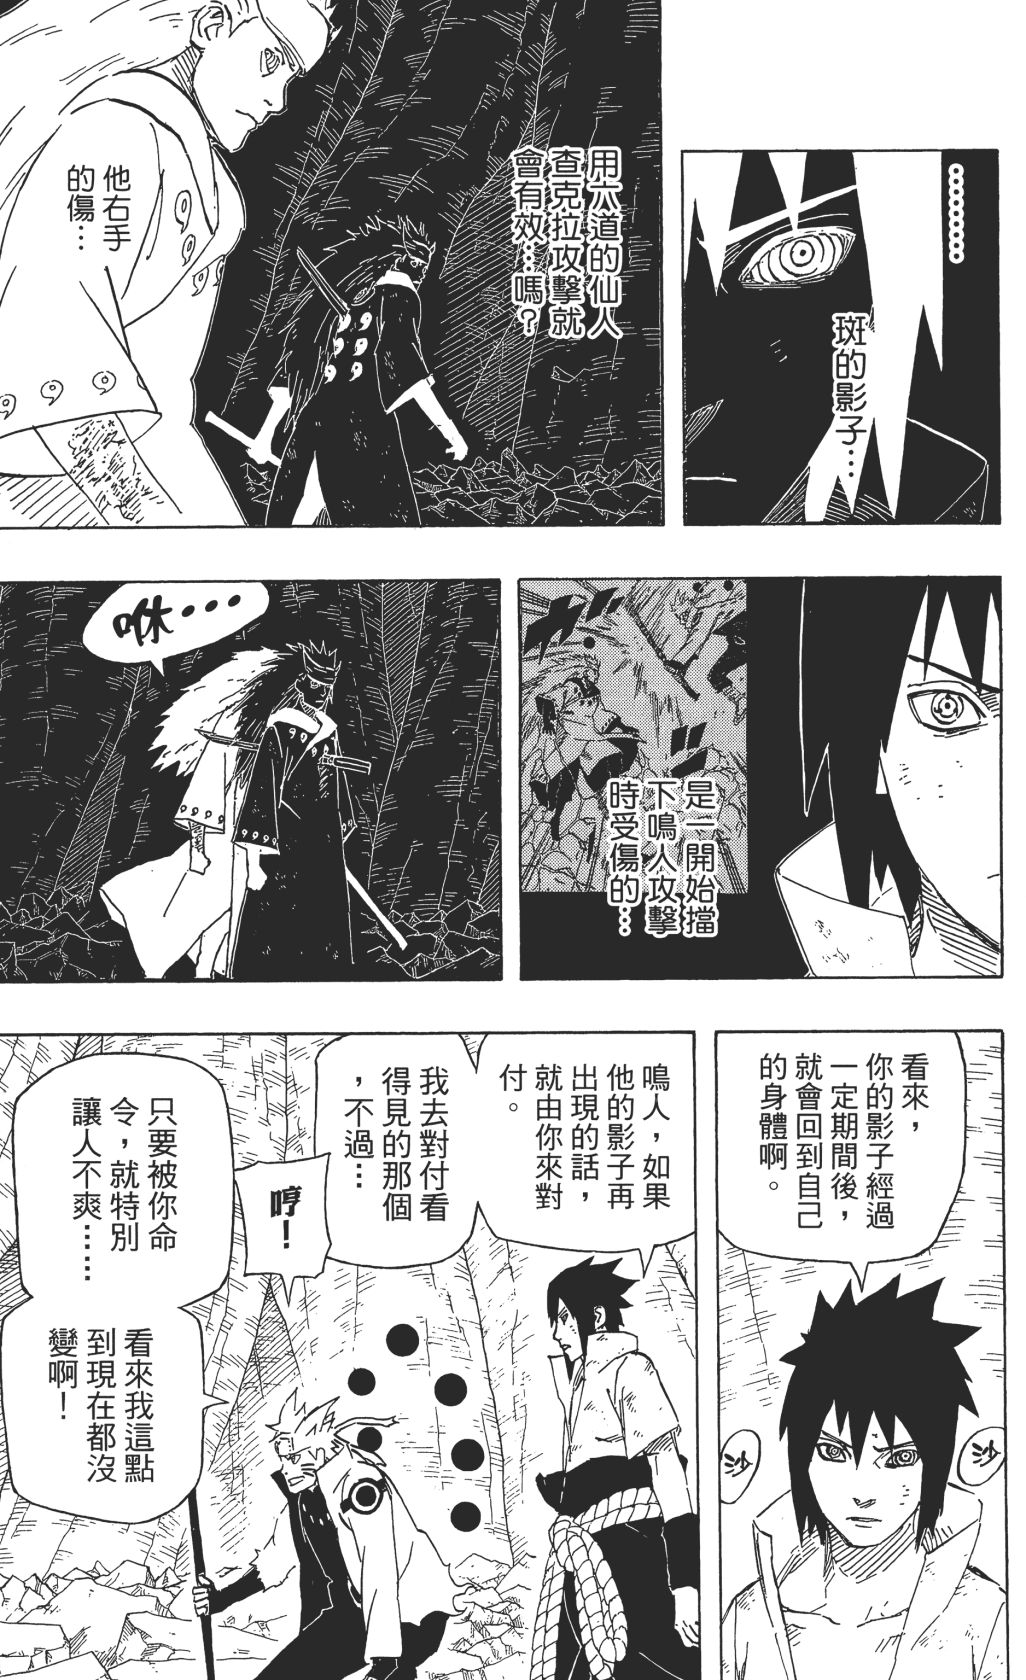 …………
斑的影子…
用六道的仙人
查克拉攻擊就
會有效…嗎？
他右手
的傷…
是一開始擋
下鳴人攻擊
時受傷的…
咻…
看來，
你的影子經過
一定期間後，
就會回到自己
的身體啊。
沙
沙
鳴人，如果
他的影子再
出現的話，
就由你來對
付。
我去對付看
得見的那個
，不過…
哼！
只要被你命
令，就特別
讓人不爽……
看來我這點
到現在都沒
變啊！